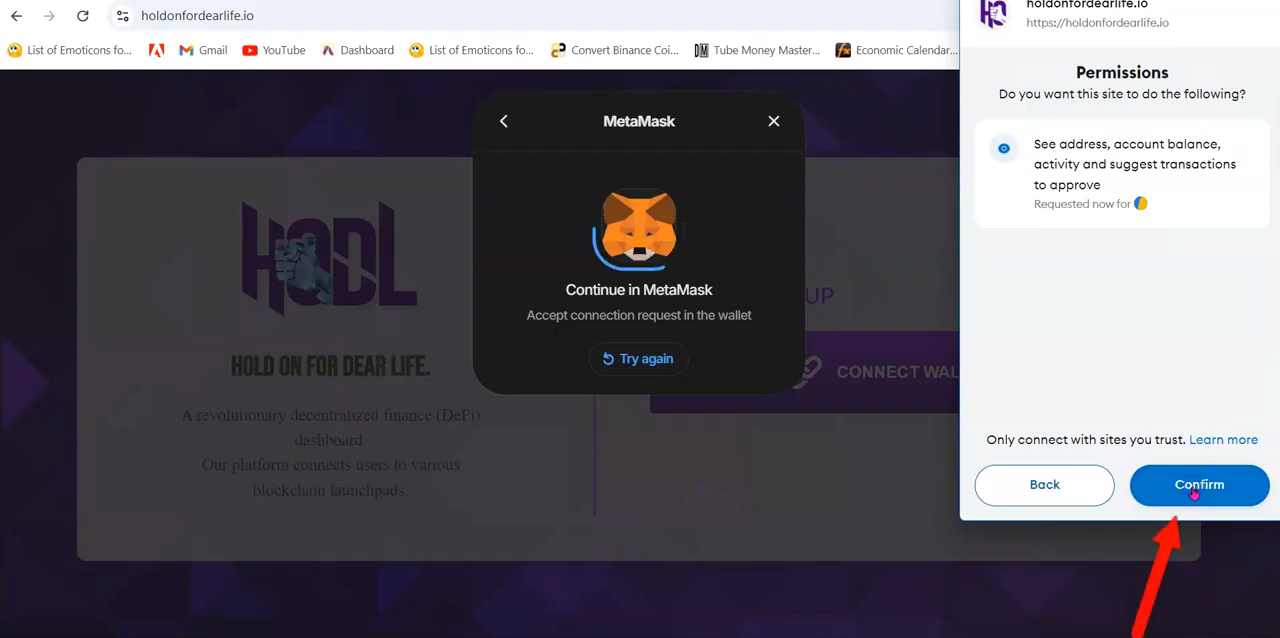 holdonfordearlife.io
List of Emoticons fo...
Gmail
YouTube
Dashboard
List of Emoticons fo...
Convert Binance Coi...
DM
Tube Money Master...
Economic Calendar...
MetaMask
Continue in MetaMask
Accept connection request in the wallet
Try again
HODL
HOLD ON FOR DEAR LIFE.
A revolutionary decentralized finance (DeFi)
dashboard.
Our platform connects users to various
blockchain launchpads.
UP
CONNECT WAL
holdonfordearlife.io
https://holdonfordearlife.io
Permissions
Do you want this site to do the following?
See address, account balance,
activity and suggest transactions
to approve
Requested now for
Only connect with sites you trust. Learn more
Back
Confirm